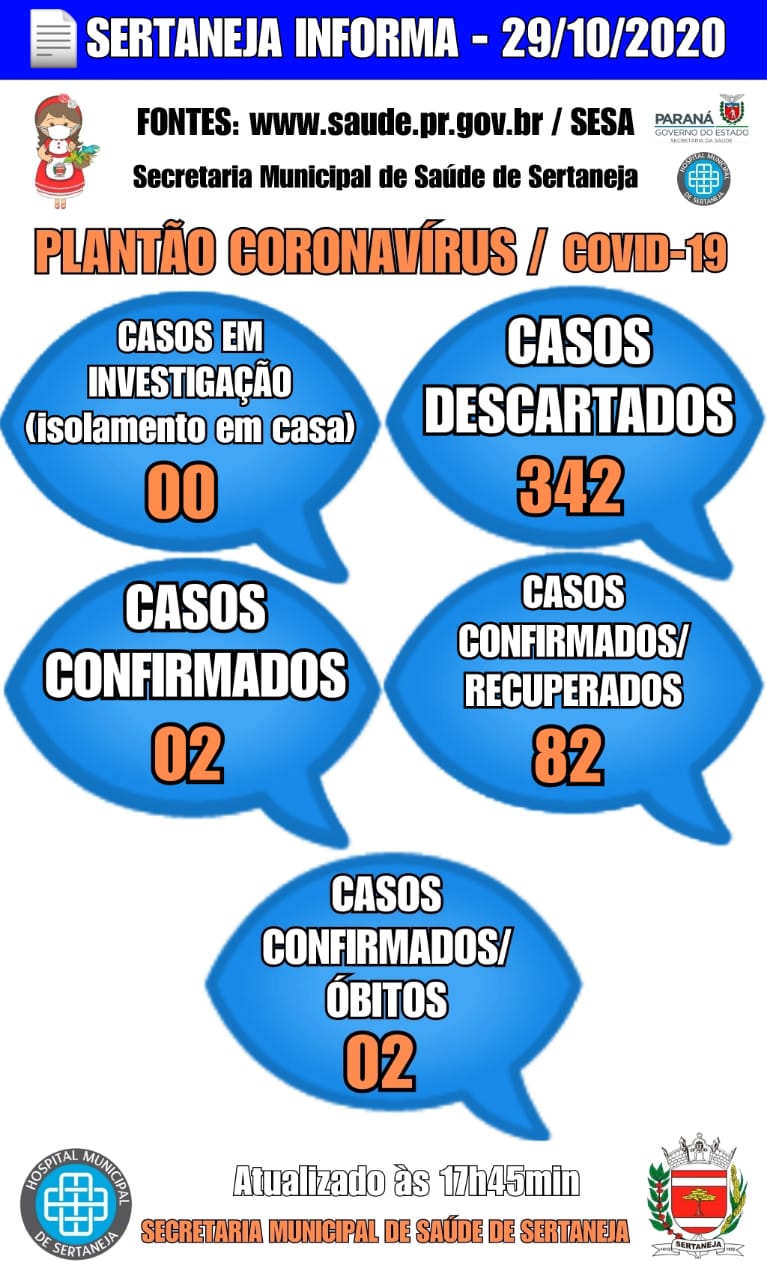 SERTANEJA INFORMA - 29/10/2020
FONTES: www.saude.pr.gov.br / SESA
PARANÁ
GOVERNO DO ESTADO
SECRETARIA DA SAÚDE
Secretaria Municipal de Saúde de Sertaneja
HOSPITAL MUNICIPAL
DE SERTANEJA
PLANTÃO CORONAVÍRUS / COVID-19
CASOS EM
INVESTIGAÇÃO
(isolamento em casa)
00
CASOS
DESCARTADOS
342
CASOS
CONFIRMADOS
02
CASOS
CONFIRMADOS/
RECUPERADOS
82
CASOS
CONFIRMADOS/
ÓBITOS
02
HOSPITAL MUNICIPAL
DE SERTANEJA
Atualizado às 17h45min
SECRETARIA MUNICIPAL DE SAÚDE DE SERTANEJA
SERTANEJA